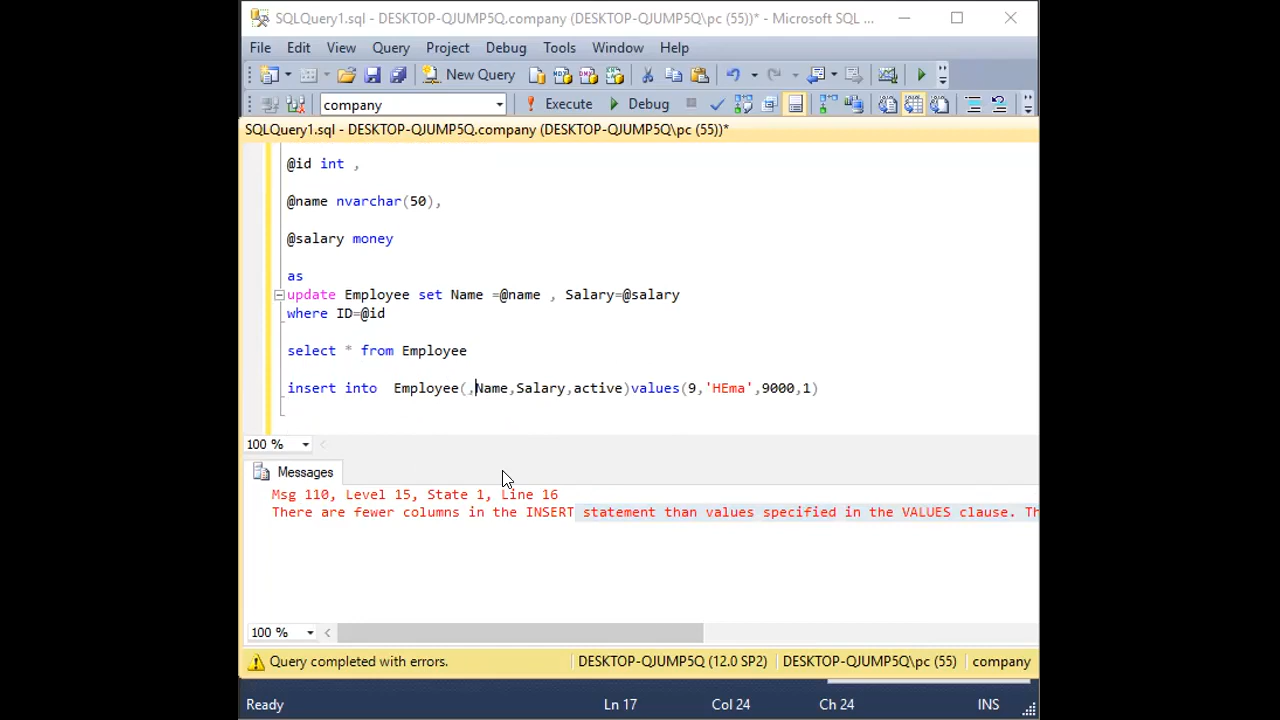 SQLQuery1.sql - DESKTOP-QJUMP5Q.company (DESKTOP-QJUMP5Q\pc (55))* - Microsoft SQL ...
File Edit View Query Project Debug Tools Window Help
New Query
company Execute Debug
SQLQuery1.sql - DESKTOP-QJUMP5Q.company (DESKTOP-QJUMP5Q\pc (55))*
@id int ,
@name nvarchar(50),
@salary money
as
update Employee set Name =@name , Salary=@salary
where ID=@id
select * from Employee
insert into  Employee(,Name,Salary,active)values(9,'HEma',9000,1)
100 %
Messages
Msg 110, Level 15, State 1, Line 16
There are fewer columns in the INSERT statement than values specified in the VALUES clause. Th
100 %
Query completed with errors. DESKTOP-QJUMP5Q (12.0 SP2) DESKTOP-QJUMP5Q\pc (55) company
Ready Ln 17 Col 24 Ch 24 INS